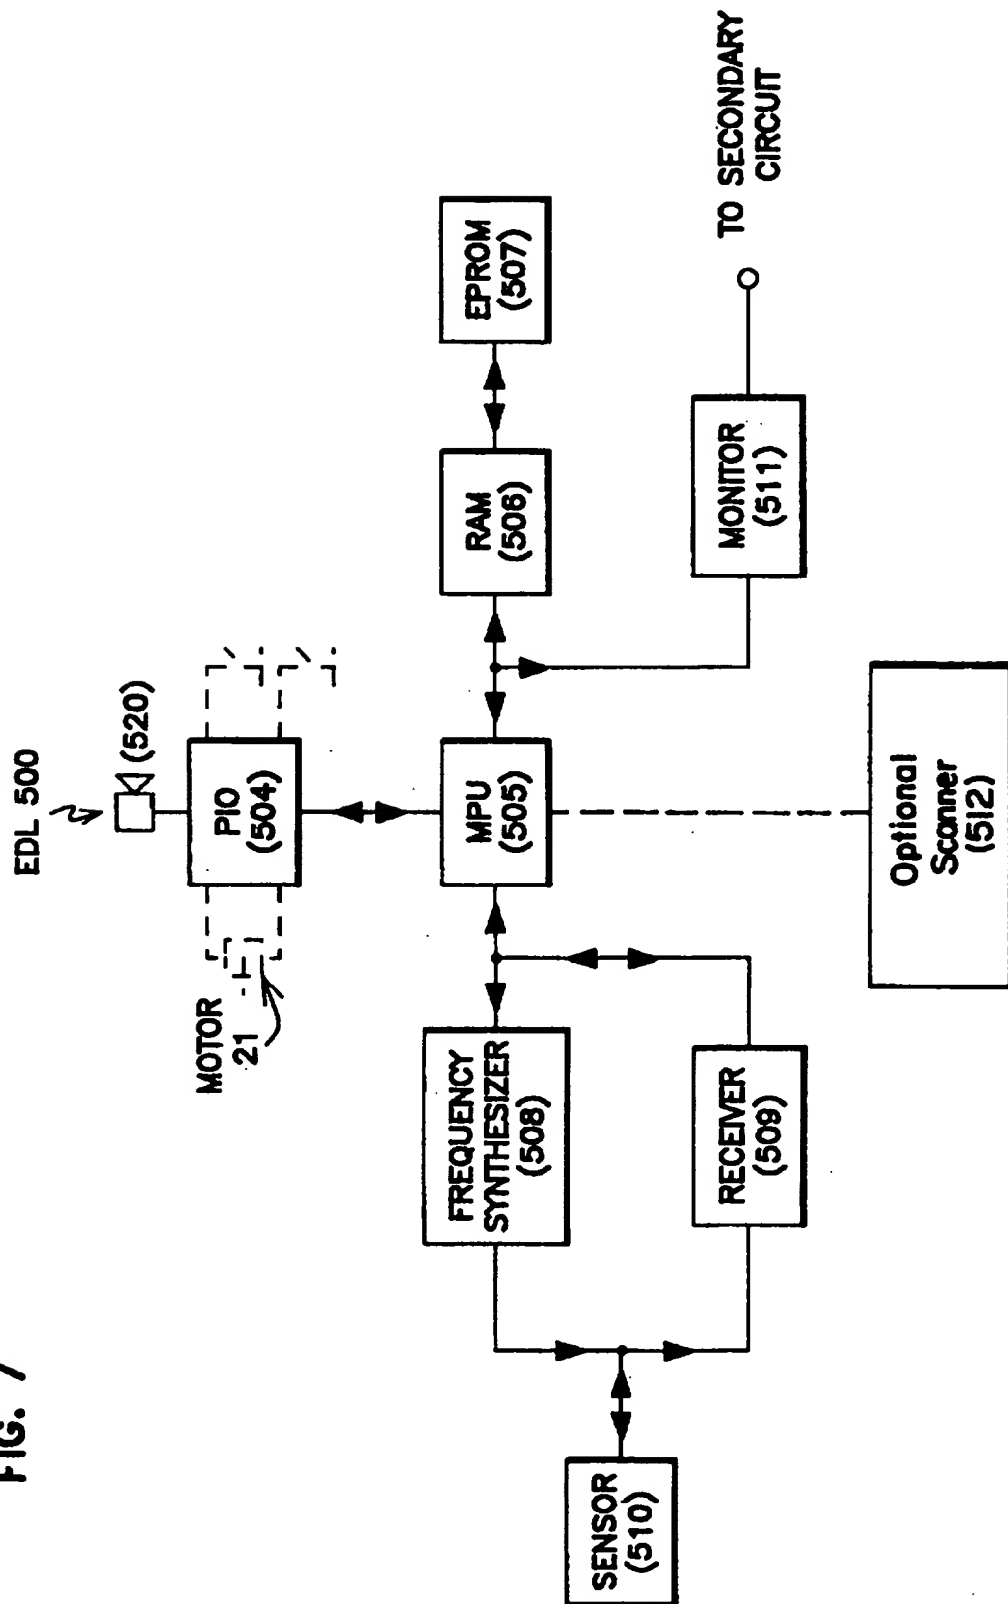 FIG. 7
EDL 500
(520)
MOTOR
21
PIO
(504)
FREQUENCY
SYNTHESIZER
(508)
MPU
(505)
RAM
(506)
EPROM
(507)
SENSOR
(510)
RECEIVER
(509)
MONITOR
(511)
TO SECONDARY
CIRCUIT
Optional
Scanner
(512)